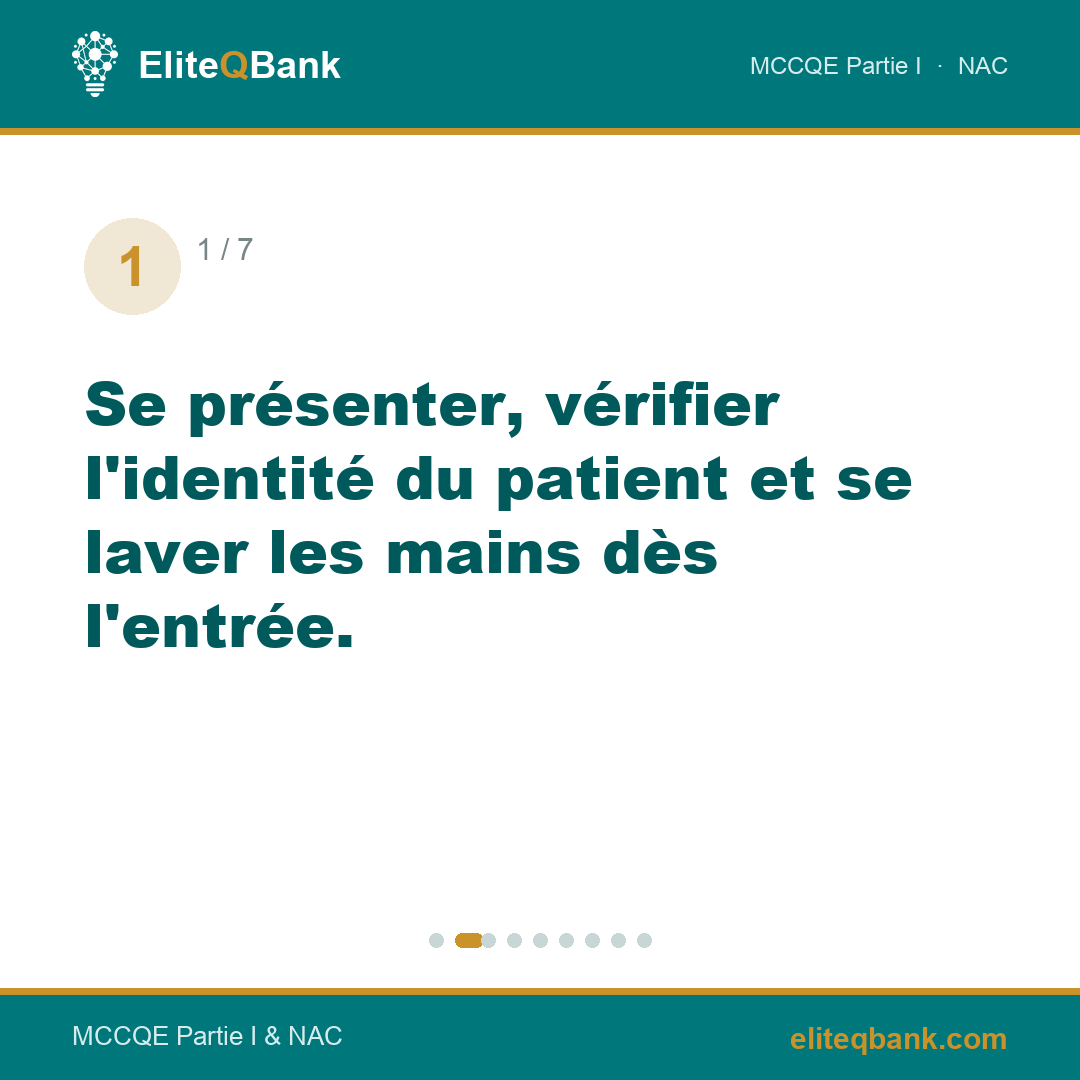 EliteQBank
MCCQE Partie I · NAC
1
1 / 7
Se présenter, vérifier
l'identité du patient et se
laver les mains dès
l'entrée.
MCCQE Partie I & NAC
eliteqbank.com